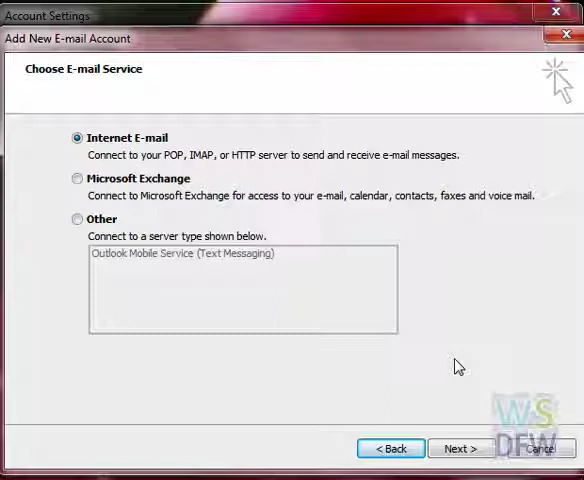 Account Settings
Add New E-mail Account
Choose E-mail Service
Internet E-mail
Connect to your POP, IMAP, or HTTP server to send and receive e-mail messages.
Microsoft Exchange
Connect to Microsoft Exchange for access to your e-mail, calendar, contacts, faxes and voice mail.
Other
Connect to a server type shown below.
Outlook Mobile Service (Text Messaging)
WS
< Back
Next >
Cancel
DFW